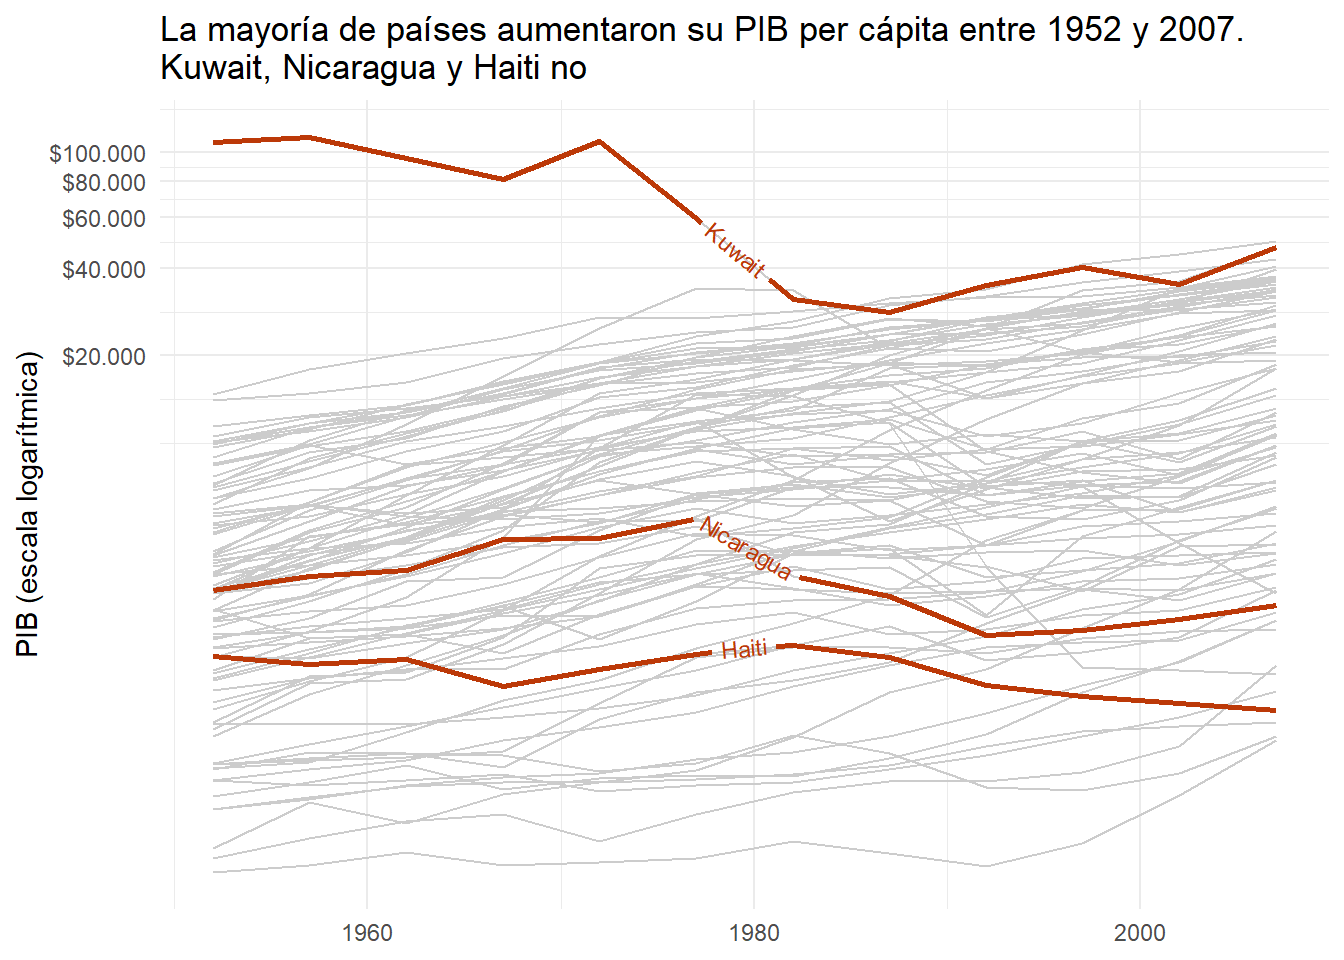 La mayoría de países aumentaron su PIB per cápita entre 1952 y 2007.
Kuwait, Nicaragua y Haiti no
PIB (escala logarítmica)
$100.000
$80.000
$60.000
$40.000
$20.000
Kuwait
Nicaragua
Haiti
1960
1980
2000